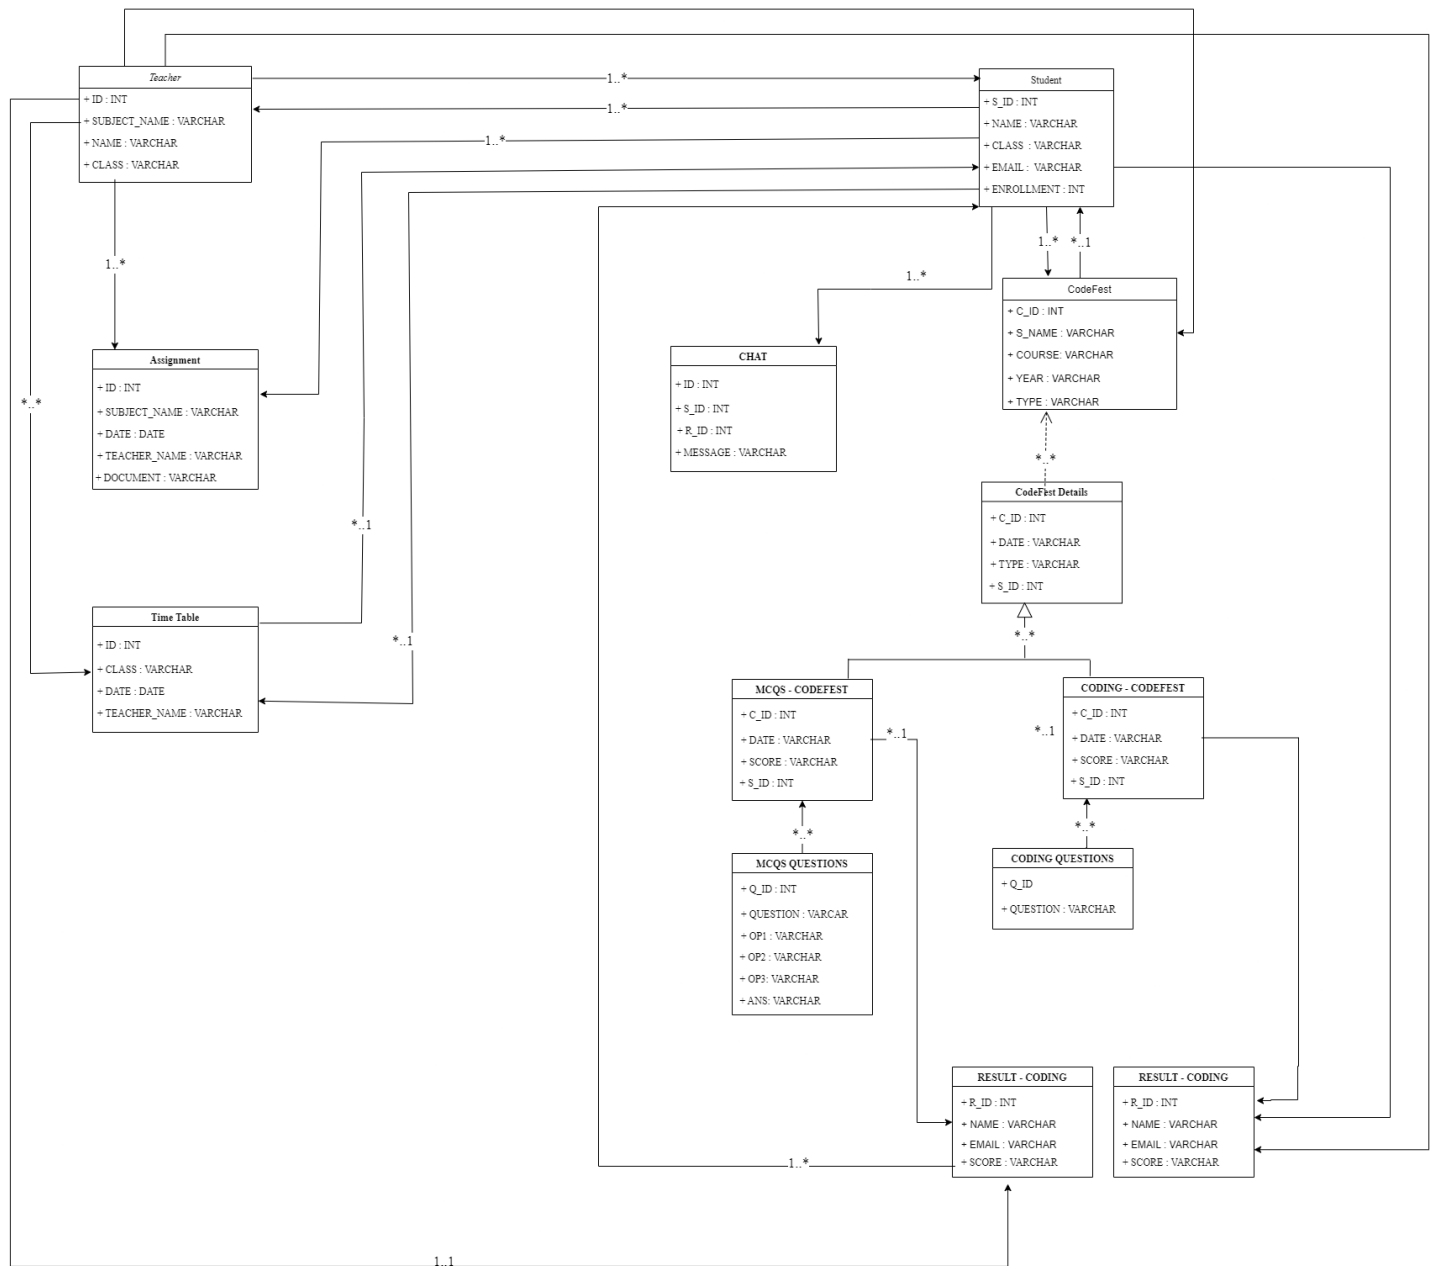 Teacher
+ ID : INT
+ SUBJECT_NAME : VARCHAR
+ NAME : VARCHAR
+ CLASS : VARCHAR
1..*
1..*
1..*
Student
+ S_ID : INT
+ NAME : VARCHAR
+ CLASS : VARCHAR
+ EMAIL : VARCHAR
+ ENROLLMENT : INT
1..*
1..*
1..*
*..1
CodeFest
+ C_ID : INT
+ S_NAME : VARCHAR
+ COURSE: VARCHAR
+ YEAR : VARCHAR
+ TYPE : VARCHAR
Assignment
+ ID : INT
+ SUBJECT_NAME : VARCHAR
+ DATE : DATE
+ TEACHER_NAME : VARCHAR
+ DOCUMENT : VARCHAR
*..*
CHAT
+ ID : INT
+ S_ID : INT
+ R_ID : INT
+ MESSAGE : VARCHAR
*..*
CodeFest Details
+ C_ID : INT
+ DATE : VARCHAR
+ TYPE : VARCHAR
+ S_ID : INT
*..1
*..1
*..*
Time Table
+ ID : INT
+ CLASS : VARCHAR
+ DATE : DATE
+ TEACHER_NAME : VARCHAR
MCQS - CODEFEST
+ C_ID : INT
+ DATE : VARCHAR
+ SCORE : VARCHAR
+ S_ID : INT
*..1
*..1
CODING - CODEFEST
+ C_ID : INT
+ DATE : VARCHAR
+ SCORE : VARCHAR
+ S_ID : INT
*..*
*..*
MCQS QUESTIONS
+ Q_ID : INT
+ QUESTION : VARCAR
+ OP1 : VARCHAR
+ OP2 : VARCHAR
+ OP3: VARCHAR
+ ANS: VARCHAR
CODING QUESTIONS
+ Q_ID
+ QUESTION : VARCHAR
RESULT - CODING
+ R_ID : INT
+ NAME : VARCHAR
+ EMAIL : VARCHAR
+ SCORE : VARCHAR
RESULT - CODING
+ R_ID : INT
+ NAME : VARCHAR
+ EMAIL : VARCHAR
+ SCORE : VARCHAR
1..*
1..1